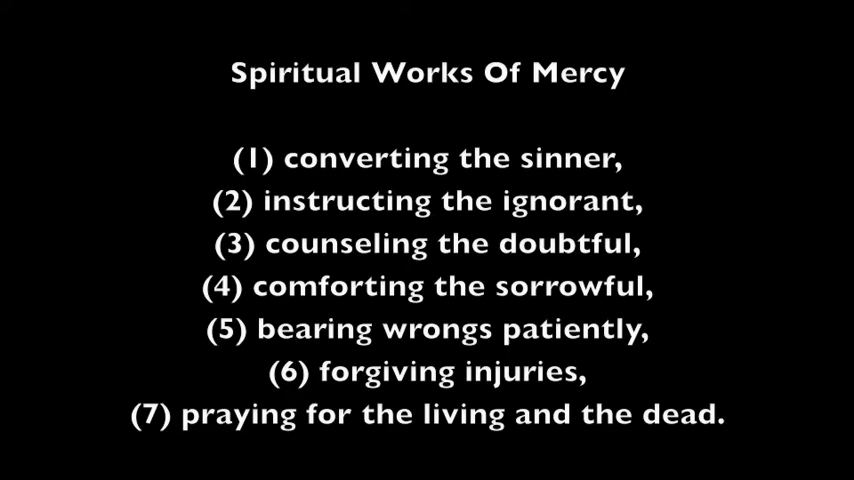 Spiritual Works Of Mercy
(1) converting the sinner,
(2) instructing the ignorant,
(3) counseling the doubtful,
(4) comforting the sorrowful,
(5) bearing wrongs patiently,
(6) forgiving injuries,
(7) praying for the living and the dead.